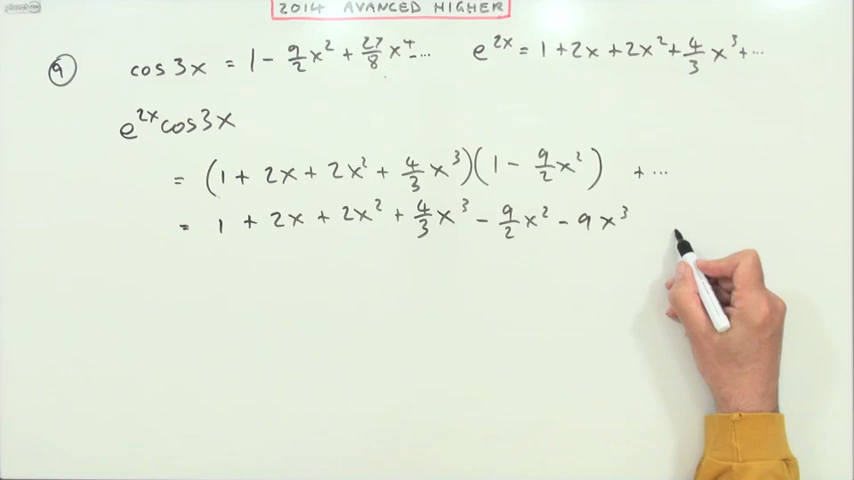 2014 AVANCED HIGHER
9 cos 3x = 1 - 9/2 x² + 27/8 x⁴ - ... e^2x = 1 + 2x + 2x² + 4/3 x³ + ...
e^2x cos3x
= (1 + 2x + 2x² + 4/3 x³)(1 - 9/2 x²) + ...
= 1 + 2x + 2x² + 4/3 x³ - 9/2 x² - 9x³